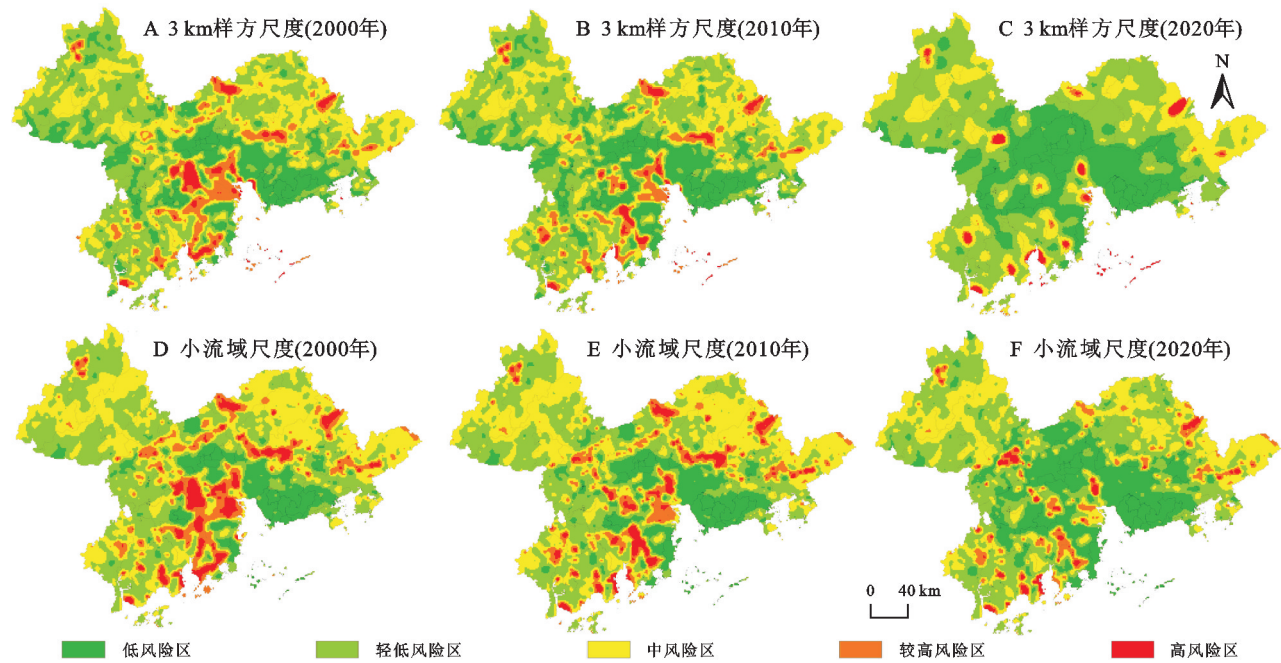 A 3 km样方尺度(2000年)
B 3 km样方尺度(2010年)
C 3 km样方尺度(2020年)
N
D 小流域尺度(2000年)
E 小流域尺度(2010年)
F 小流域尺度(2020年)
0 40 km
低风险区
轻低风险区
中风险区
较高风险区
高风险区